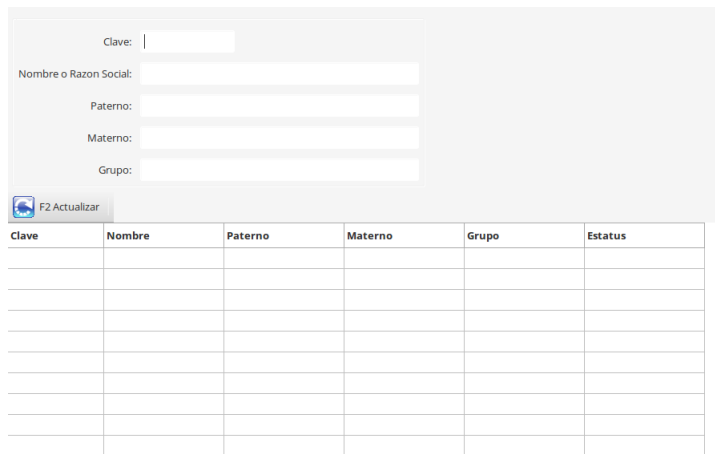 Clave:
Nombre o Razon Social:
Paterno:
Materno:
Grupo:
F2 Actualizar
Clave Nombre Paterno Materno Grupo Estatus